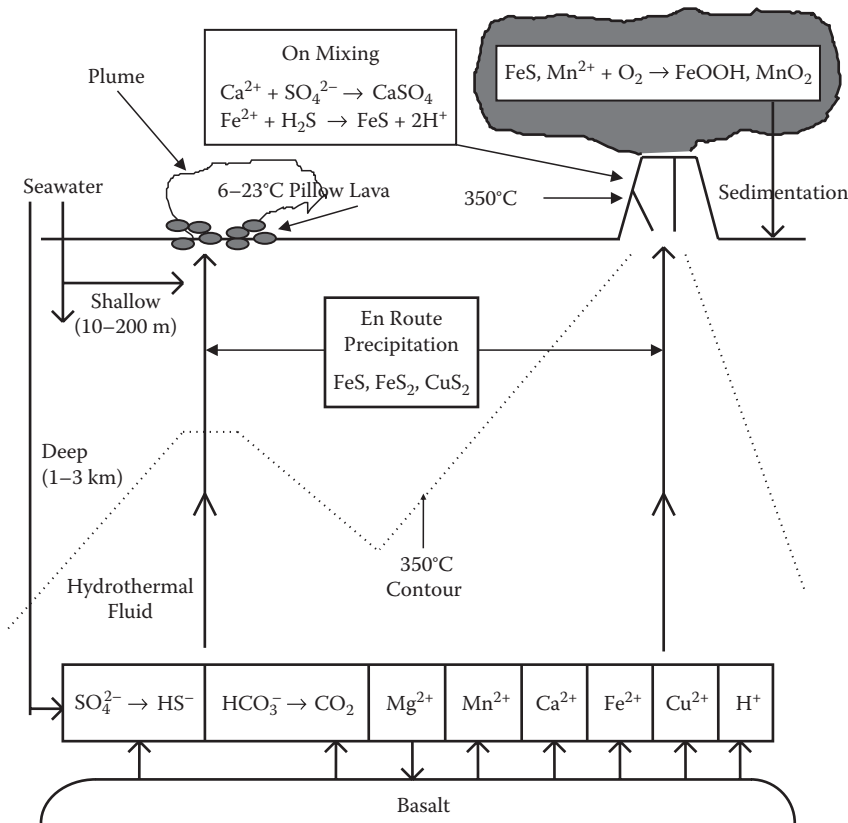 On Mixing
Ca²⁺ + SO₄²⁻ → CaSO₄
Fe²⁺ + H₂S → FeS + 2H⁺
FeS, Mn²⁺ + O₂ → FeOOH, MnO₂
Plume
Seawater
6–23°C Pillow Lava
350°C
Sedimentation
Shallow
(10–200 m)
En Route
Precipitation
FeS, FeS₂, CuS₂
Deep
(1–3 km)
350°C
Contour
Hydrothermal
Fluid
SO₄²⁻ → HS⁻ HCO₃⁻ → CO₂ Mg²⁺ Mn²⁺ Ca²⁺ Fe²⁺ Cu²⁺ H⁺
Basalt